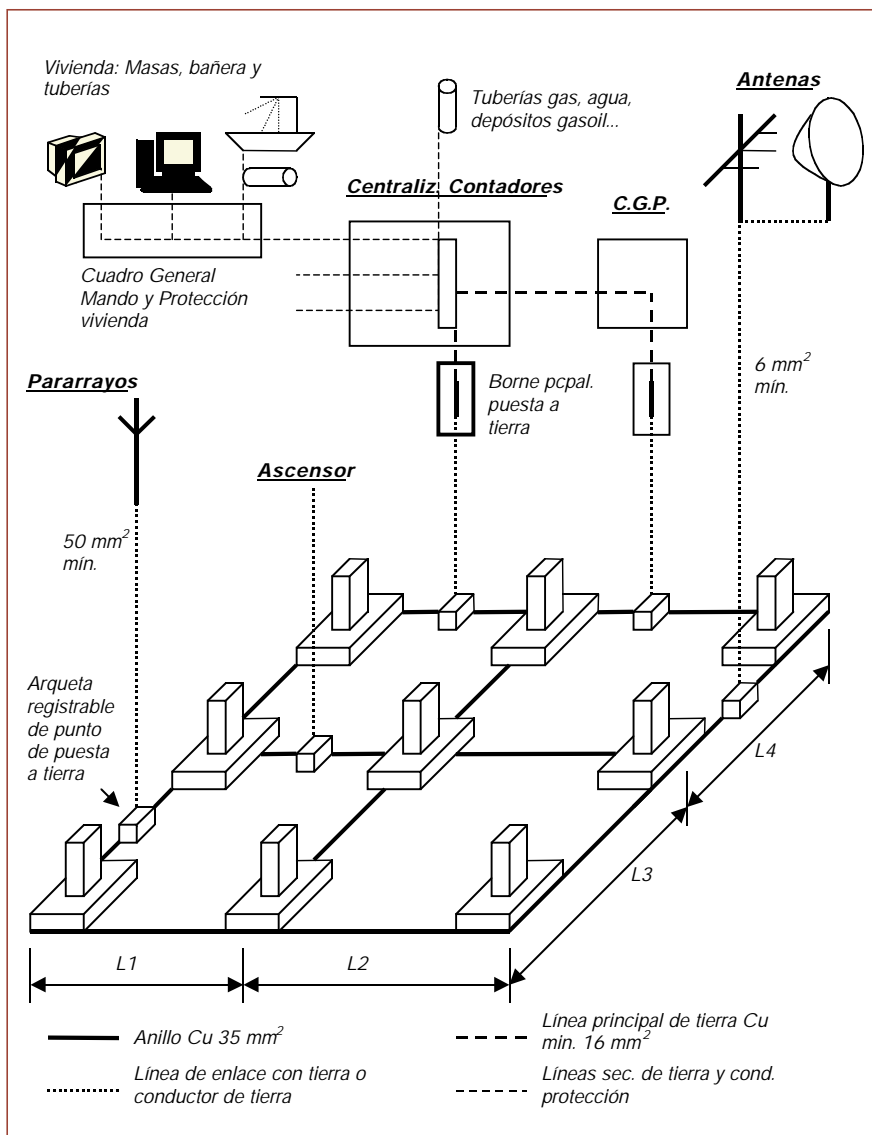 Vivienda: Masas, bañera y
tuberías
Tuberías gas, agua,
depósitos gasoil...
Antenas
Centraliz. Contadores
C.G.P.
Cuadro General
Mando y Protección
vivienda
Pararrayos
Borne pcpal.
puesta a
tierra
6 mm²
mín.
Ascensor
50 mm²
mín.
Arqueta
registrable
de punto
de puesta
a tierra
L4
L3
L1
L2
Anillo Cu 35 mm²
Línea principal de tierra Cu
min. 16 mm²
Línea de enlace con tierra o
conductor de tierra
Líneas sec. de tierra y cond.
protección